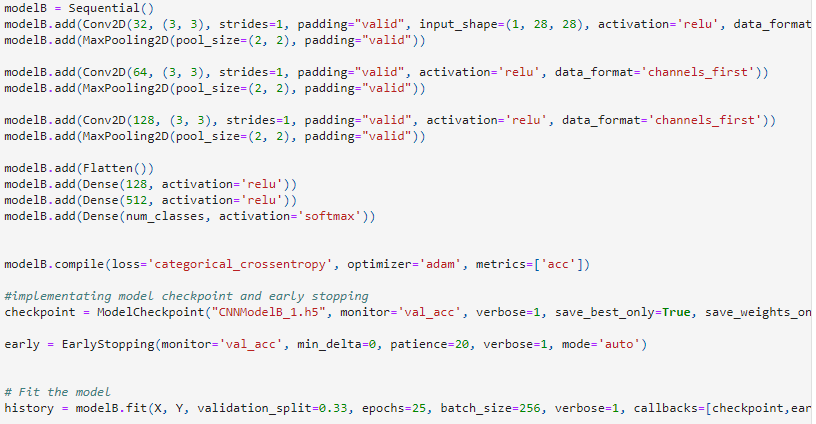 modelB = Sequential()
modelB.add(Conv2D(32, (3, 3), strides=1, padding="valid", input_shape=(1, 28, 28), activation='relu', data_format
modelB.add(MaxPooling2D(pool_size=(2, 2), padding="valid"))
modelB.add(Conv2D(64, (3, 3), strides=1, padding="valid", activation='relu', data_format='channels_first'))
modelB.add(MaxPooling2D(pool_size=(2, 2), padding="valid"))
modelB.add(Conv2D(128, (3, 3), strides=1, padding="valid", activation='relu', data_format='channels_first'))
modelB.add(MaxPooling2D(pool_size=(2, 2), padding="valid"))
modelB.add(Flatten())
modelB.add(Dense(128, activation='relu'))
modelB.add(Dense(512, activation='relu'))
modelB.add(Dense(num_classes, activation='softmax'))
modelB.compile(loss='categorical_crossentropy', optimizer='adam', metrics=['acc'])
#implementating model checkpoint and early stopping
checkpoint = ModelCheckpoint("CNNModelB_1.h5", monitor='val_acc', verbose=1, save_best_only=True, save_weights_on
early = EarlyStopping(monitor='val_acc', min_delta=0, patience=20, verbose=1, mode='auto')
# Fit the model
history = modelB.fit(X, Y, validation_split=0.33, epochs=25, batch_size=256, verbose=1, callbacks=[checkpoint,ear